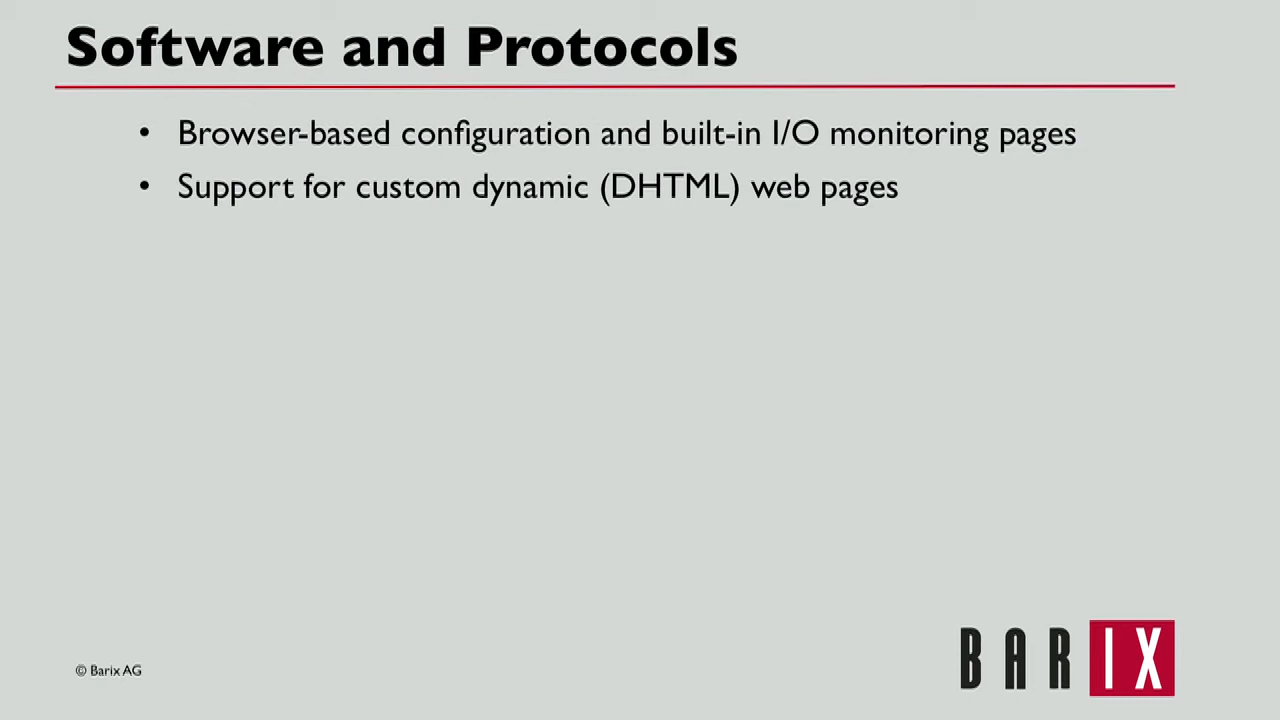 Software and Protocols
• Browser-based configuration and built-in I/O monitoring pages
• Support for custom dynamic (DHTML) web pages
© Barix AG
BARIX